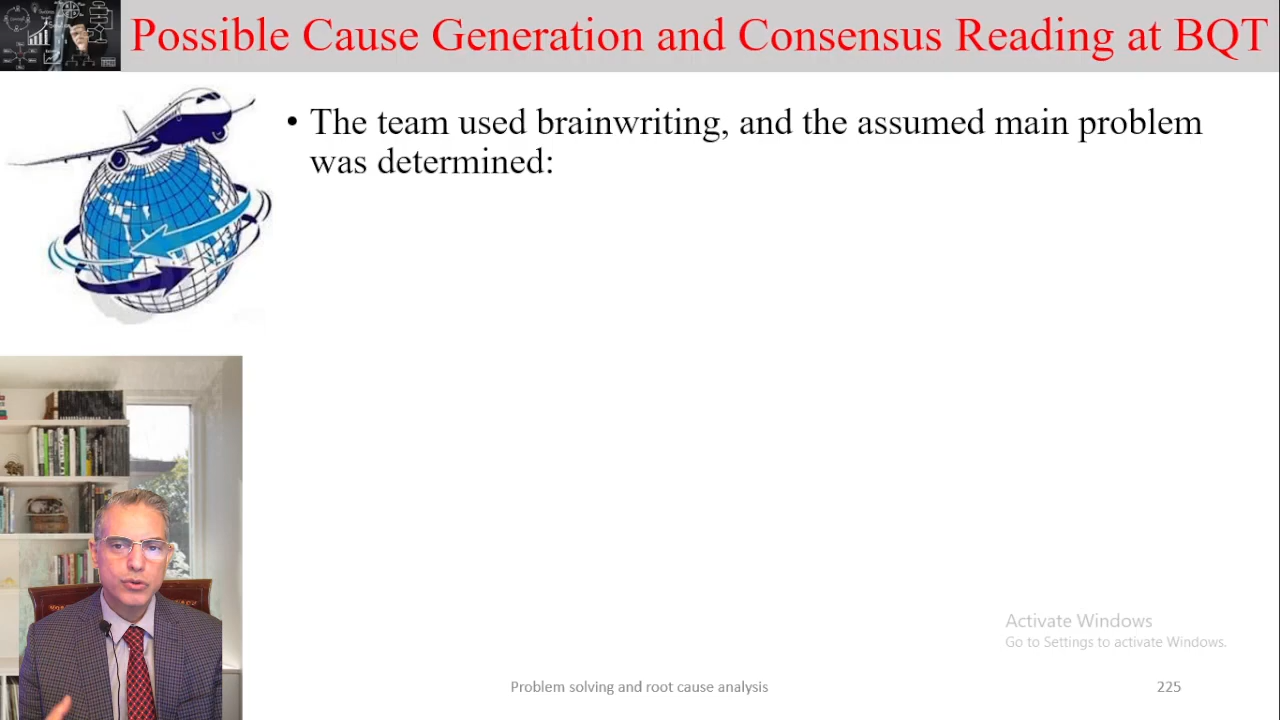 Possible Cause Generation and Consensus Reading at BQT
• The team used brainwriting, and the assumed main problem
was determined:
Activate Windows
Go to Settings to activate Windows.
Problem solving and root cause analysis
225